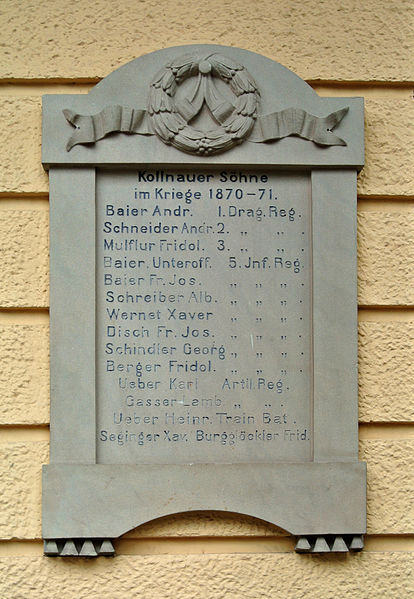 Kollnauer Söhne
im Kriege 1870-71.
Baier Andr. 1. Drag. Reg.
Schneider Andr. 2. „ „ .
Mulflur Fridol. 3. „ „ .
Baier. Unteroff. 5. Jnf. Reg.
Baier Fr. Jos. „ „ „ .
Schreiber Alb. „ „ „ .
Wernet Xaver „ „ „ .
Disch Fr. Jos. „ „ „ .
Schindler Georg „ „ „ .
Berger Fridol. „ „ „ .
Ueber Karl Artil. Reg.
Gasser Lamb „ „ .
Ueber Heinr. Train Bat.
Seginger Xav. Burgglöckler Frid.